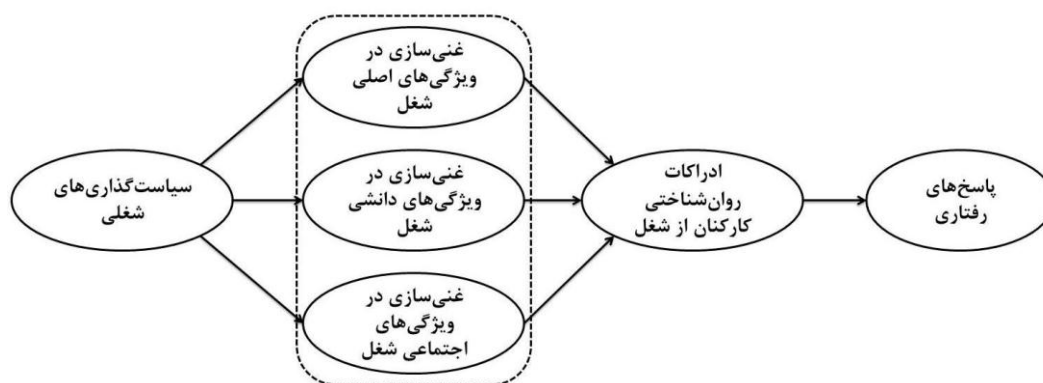 غنی‌سازی در
ویژگی‌های اصلی
شغل
سیاست‌گذاری‌های
شغلی
غنی‌سازی در
ویژگی‌های دانشی
شغل
ادراکات
روان‌شناختی
کارکنان از شغل
پاسخ‌های
رفتاری
غنی‌سازی در
ویژگی‌های
اجتماعی شغل